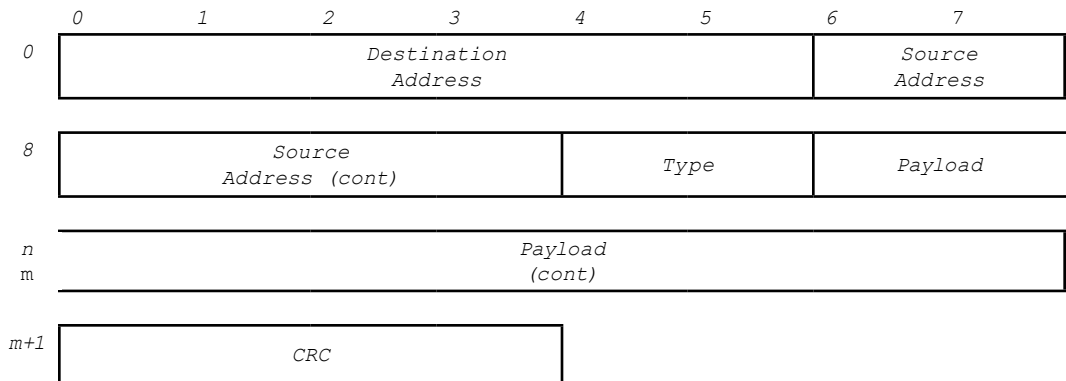 0 1 2 3 4 5 6 7
0
Destination Source
Address Address
8
Source
Address (cont)
Type
Payload
n Payload
m (cont)
m+1
CRC